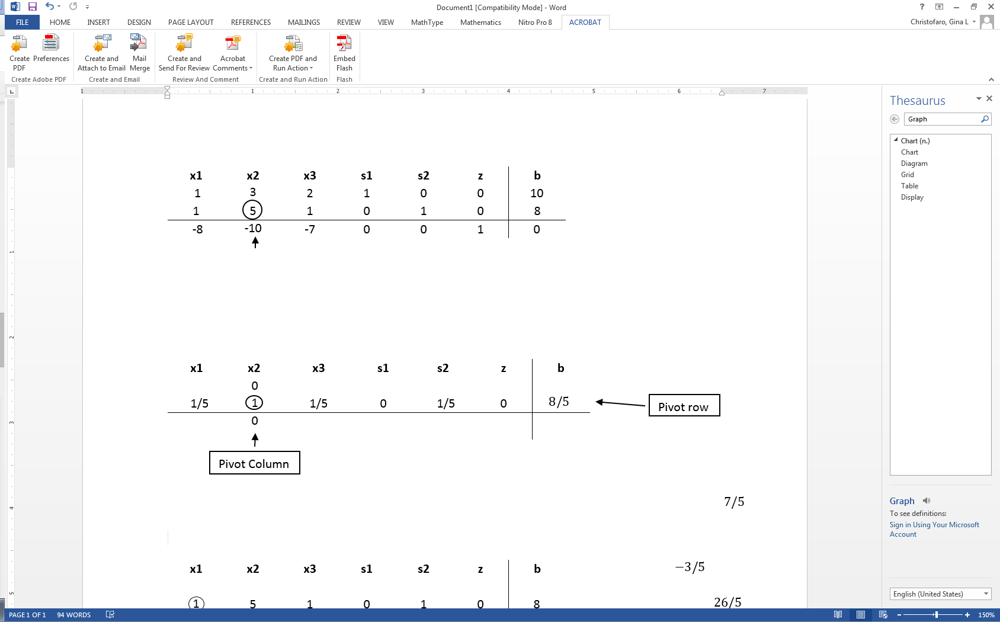 Document1 [Compatibility Mode] - Word
?
FILE HOME INSERT DESIGN PAGE LAYOUT REFERENCES MAILINGS REVIEW VIEW MathType Mathematics Nitro Pro 8 ACROBAT
Christofaro, Gina L
Create PDF
Preferences
Create and Attach to Email
Mail Merge
Create and Send For Review
Acrobat Comments
Create PDF and Run Action
Embed Flash
Create Adobe PDF
Create and Email
Review And Comment
Create and Run Action
Flash
L
1 1 2 3 4 5 6 7
x1 x2 x3 s1 s2 z b
1 3 2 1 0 0 10
1 5 1 0 1 0 8
-8 -10 -7 0 0 1 0
1
2
x1 x2 x3 s1 s2 z b
0
1/5 1 1/5 0 1/5 0 8/5
Pivot row
0
3
Pivot Column
7/5
4
x1 x2 x3 s1 s2 z b
−3/5
5
1 5 1 0 1 0 8
26/5
Thesaurus
Graph
Chart (n.)
Chart
Diagram
Grid
Table
Display
Graph
To see definitions:
Sign in Using Your Microsoft
Account
English (United States)
PAGE 1 OF 1 94 WORDS
150%